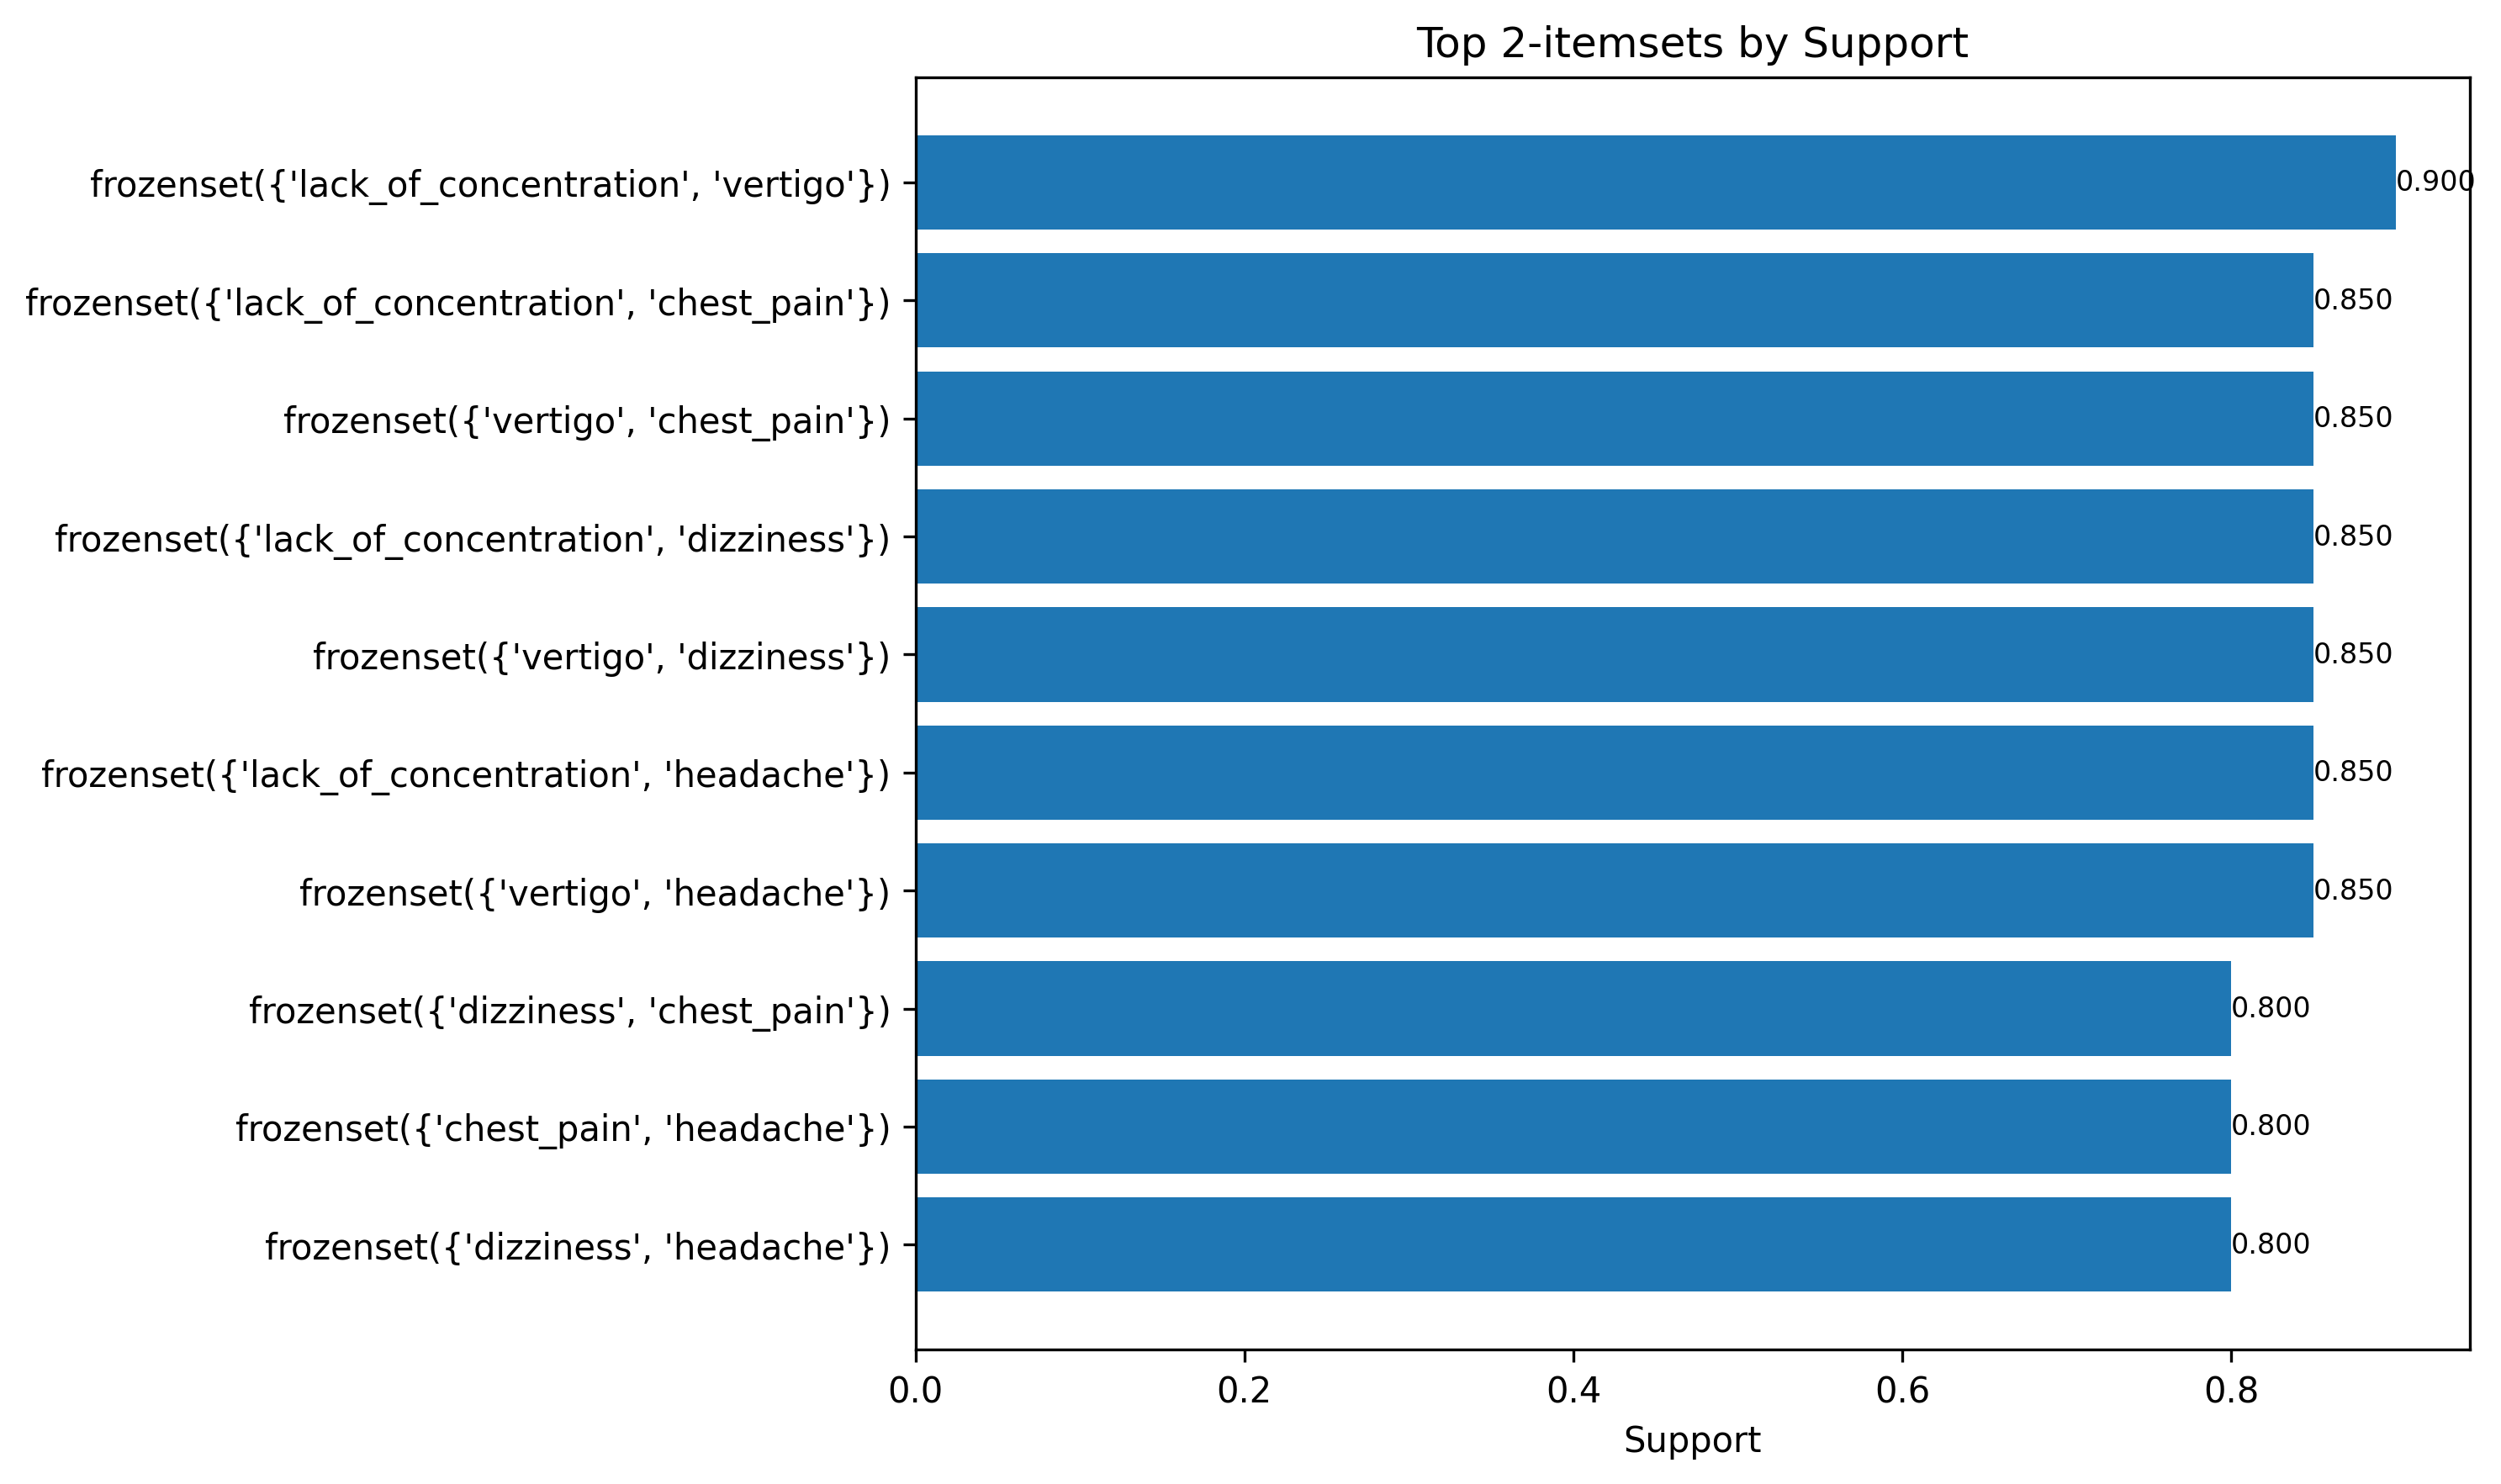 Top 2-itemsets by Support
frozenset({'lack_of_concentration', 'vertigo'})
0.900
frozenset({'lack_of_concentration', 'chest_pain'})
0.850
frozenset({'vertigo', 'chest_pain'})
0.850
frozenset({'lack_of_concentration', 'dizziness'})
0.850
frozenset({'vertigo', 'dizziness'})
0.850
frozenset({'lack_of_concentration', 'headache'})
0.850
frozenset({'vertigo', 'headache'})
0.850
frozenset({'dizziness', 'chest_pain'})
0.800
frozenset({'chest_pain', 'headache'})
0.800
frozenset({'dizziness', 'headache'})
0.800
0.0 0.2 0.4 0.6 0.8
Support